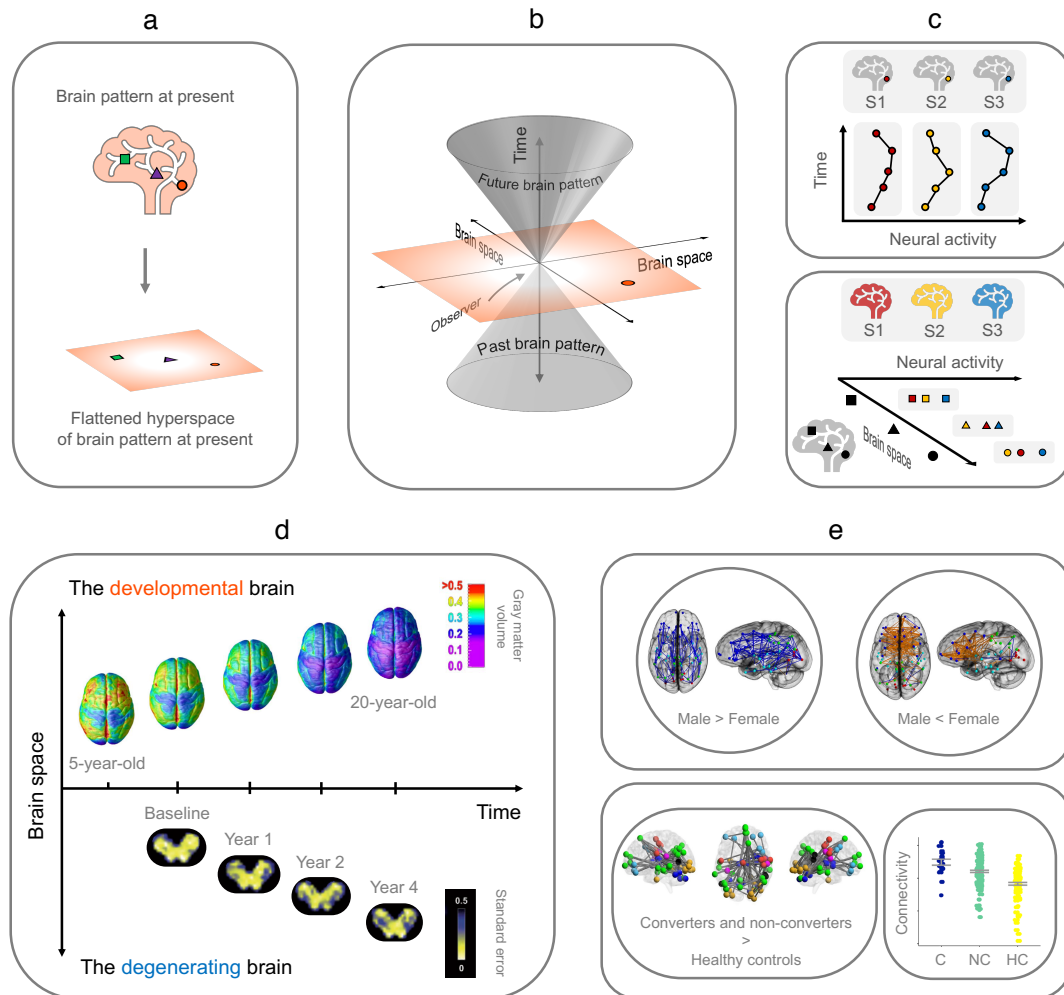 a
Brain pattern at present
Flattened hyperspace
of brain pattern at present
b
Time
Future brain pattern
Brain space
Brain space
Observer
Past brain pattern
c
S1 S2 S3
Time
Neural activity
S1 S2 S3
Neural activity
Brain space
d
The developmental brain
>0.5
0.4
0.3
0.2
0.1
0.0
Gray matter
volume
20-year-old
5-year-old
Brain space
Time
Baseline
Year 1
Year 2
Year 4
0.5
0
Standard error
The degenerating brain
e
Male > Female
Male < Female
Converters and non-converters
>
Healthy controls
Connectivity
C NC HC